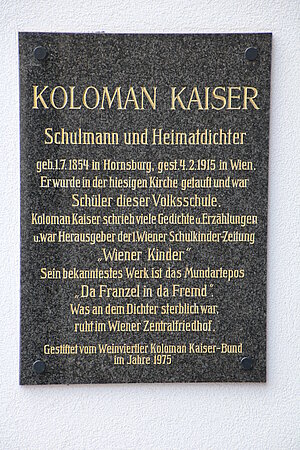 KOLOMAN KAISER
Schulmann und Heimatdichter
geb.1.7.1854 in Hornsburg, gest.4.2.1915 in Wien.
Er wurde in der hiesigen Kirche getauft und war
Schüler dieser Volksschule.
Koloman Kaiser schrieb viele Gedichte u.Erzählungen
u.war Herausgeber der 1.Wiener Schulkinder-Zeitung
„Wiener Kinder"
Sein bekanntestes Werk ist das Mundartepos
„Da Franzel in da Fremd".
Was an dem Dichter sterblich war,
ruht im Wiener Zentralfriedhof.
Gestiftet vom Weinviertler Koloman Kaiser-Bund
im Jahre 1975